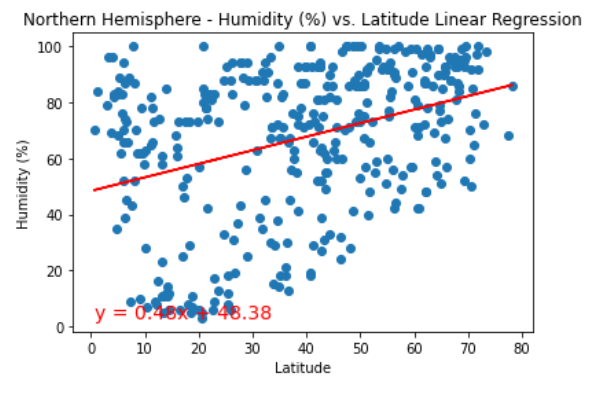 Northern Hemisphere - Humidity (%) vs. Latitude Linear Regression
100
80
60
40
20
0
Humidity (%)
y = 0.48x + 48.38
0 10 20 30 40 50 60 70 80
Latitude